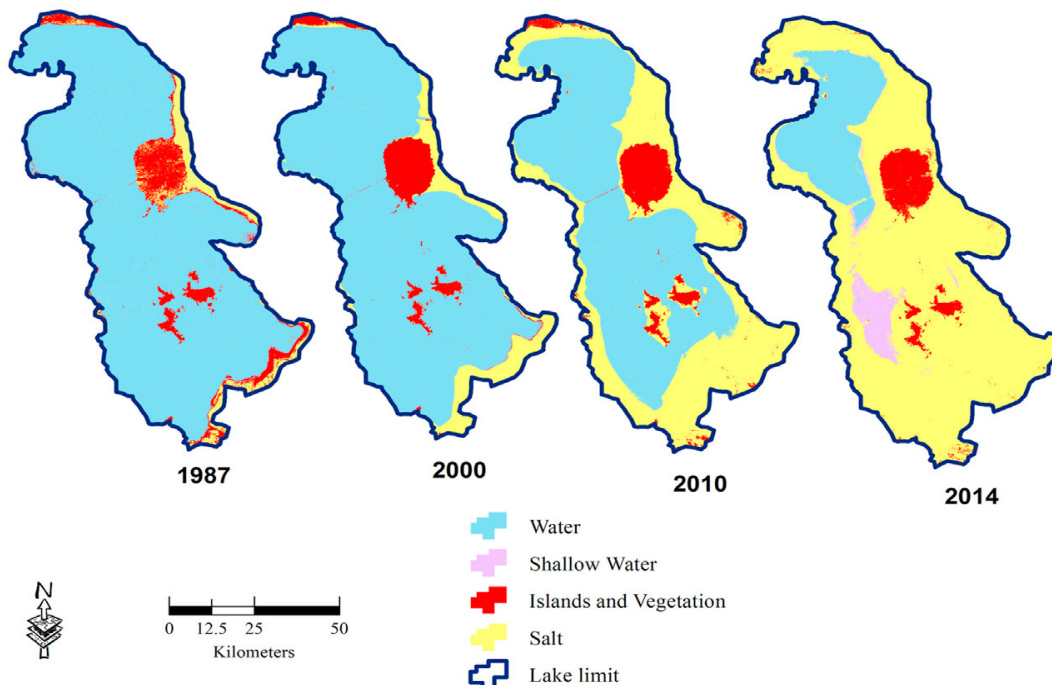 1987
2000
2010
2014
Water
Shallow Water
Islands and Vegetation
Salt
Lake limit
N
0 12.5 25 50
Kilometers